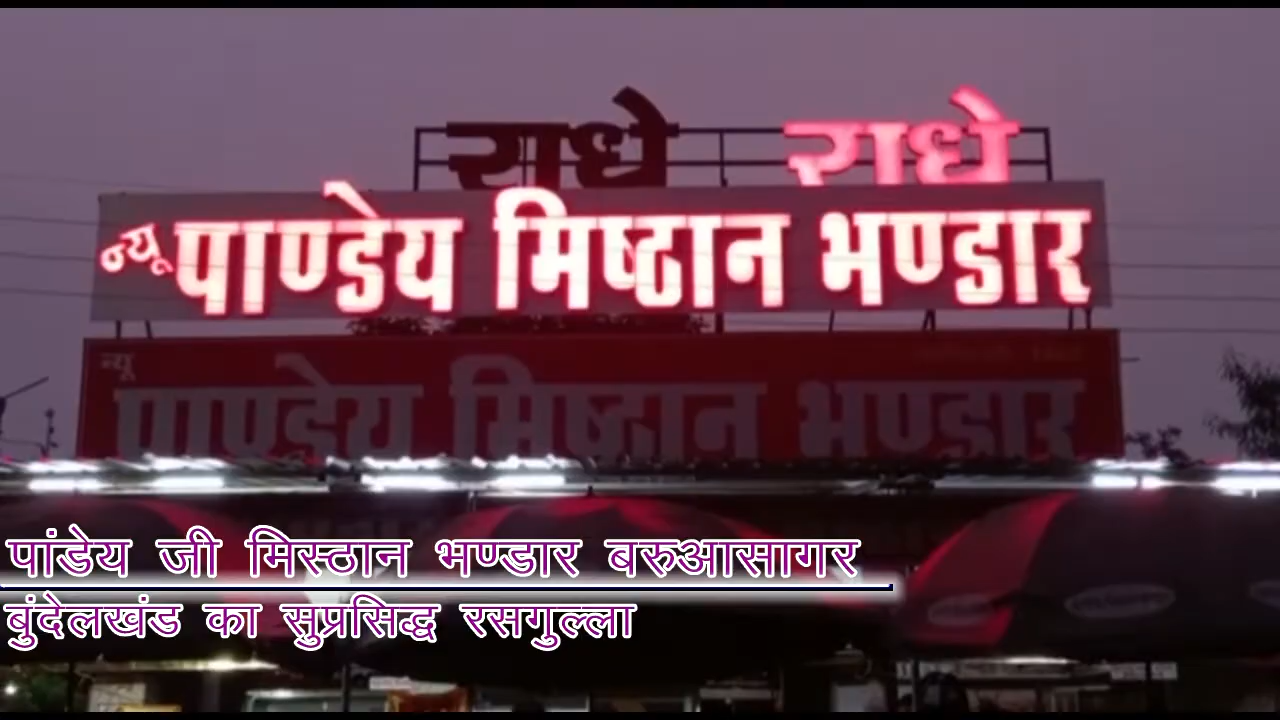 राधे राधे
न्यू पाण्डेय मिष्ठान भण्डार
न्यू
पाण्डेय मिष्ठान भण्डार
पांडेय जी मिस्ठान भण्डार बरुआसागर
बुंदेलखंड का सुप्रसिद्ध रसगुल्ला